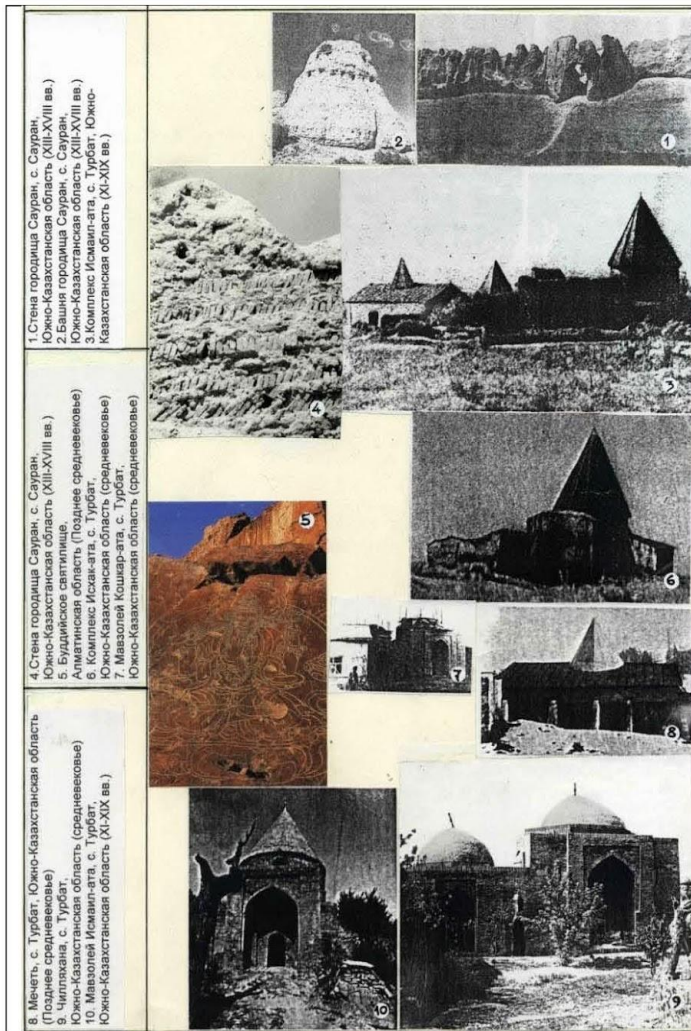 1.Стена городища Сауран, с. Сауран,
Южно-Казахстанская область (XIII-XVIII вв.)
2.Башня городища Сауран, с. Сауран,
Южно-Казахстанская область (XIII-XVIII вв.)
3.Комплекс Исмаил-ата, с. Турбат, Южно-
Казахстанская область (XI-XIX вв.)
4.Стена городища Сауран, с. Сауран,
Южно-Казахстанская область (XIII-XVIII вв.)
5. Буддийское святилище,
Алматинская область (Позднее средневековье)
6. Комплекс Исхак-ата, с. Турбат,
Южно-Казахстанская область (средневековье)
7. Мавзолей Кошкар-ата, с. Турбат,
Южно-Казахстанская область (средневековье)
8. Мечеть, с. Турбат, Южно-Казахстанская область
(Позднее средневековье)
9. Чилляхана, с. Турбат,
Южно-Казахстанская область (средневековье)
10. Мавзолей Исмаил-ата, с. Турбат,
Южно-Казахстанская область (XI-XIX вв.)
2
1
4
3
5
6
7
8
10
9